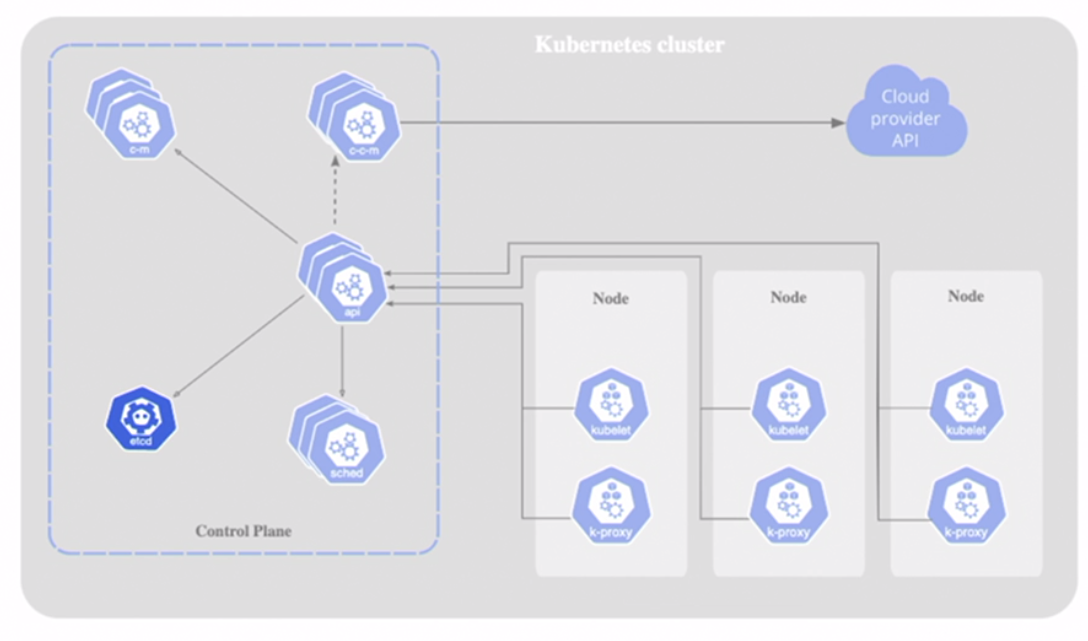 Kubernetes cluster
c-m
c-c-m
Cloud
provider
API
api
etcd
sched
Control Plane
Node
kubelet
k-proxy
Node
kubelet
k-proxy
Node
kubelet
k-proxy